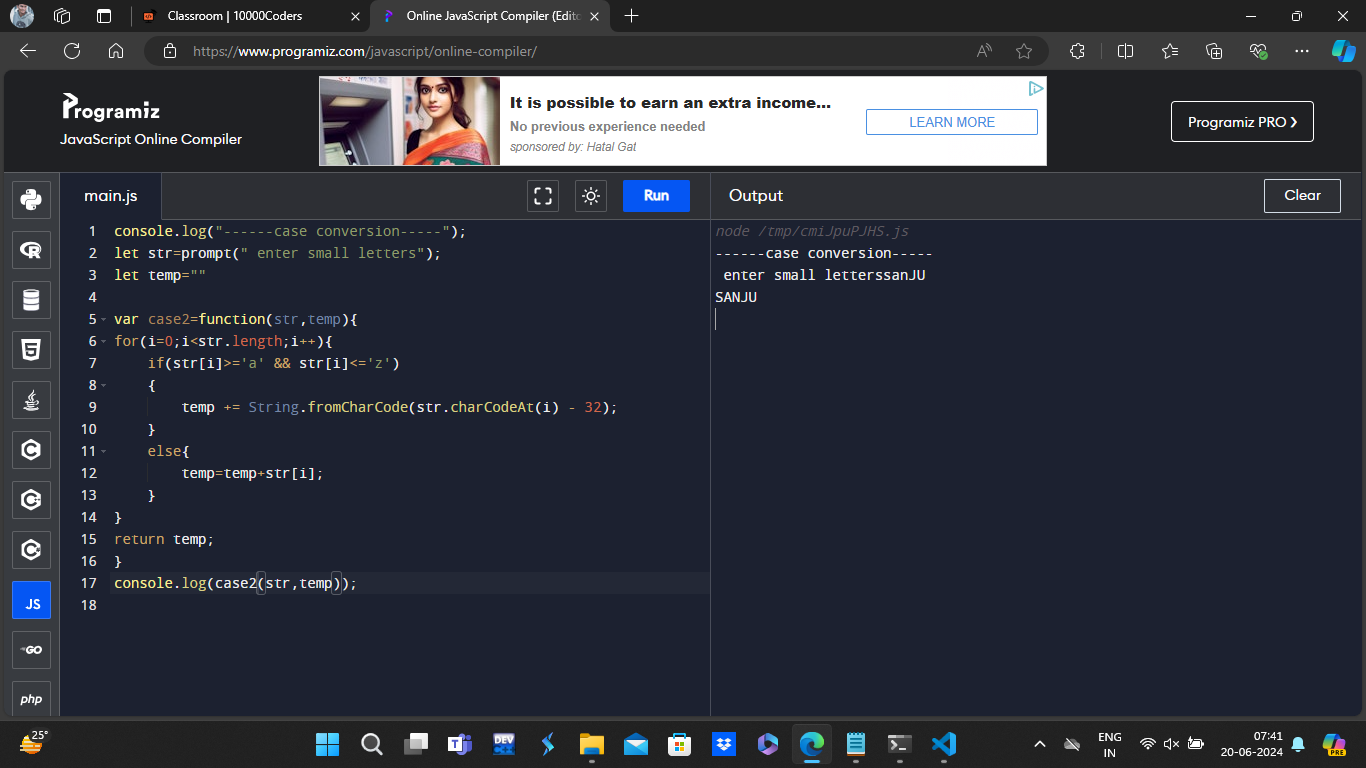 Classroom | 10000Coders
Online JavaScript Compiler (Edito
https://www.programiz.com/javascript/online-compiler/
Programiz
JavaScript Online Compiler
It is possible to earn an extra income...
No previous experience needed
sponsored by: Hatal Gat
LEARN MORE
Programiz PRO ❯
main.js
Run
Output
Clear
1 console.log("------case conversion-----");
2 let str=prompt(" enter small letters");
3 let temp=""
4
5 var case2=function(str,temp){
6 for(i=0;i<str.length;i++){
7     if(str[i]>='a' && str[i]<='z')
8     {
9         temp += String.fromCharCode(str.charCodeAt(i) - 32);
10     }
11     else{
12         temp=temp+str[i];
13     }
14 }
15 return temp;
16 }
17 console.log(case2(str,temp));
18
node /tmp/cmiJpuPJHS.js
------case conversion-----
 enter small letterssanJU
SANJU
JS
GO
php
25°
DEV
ENG
IN
07:41
20-06-2024
PRE